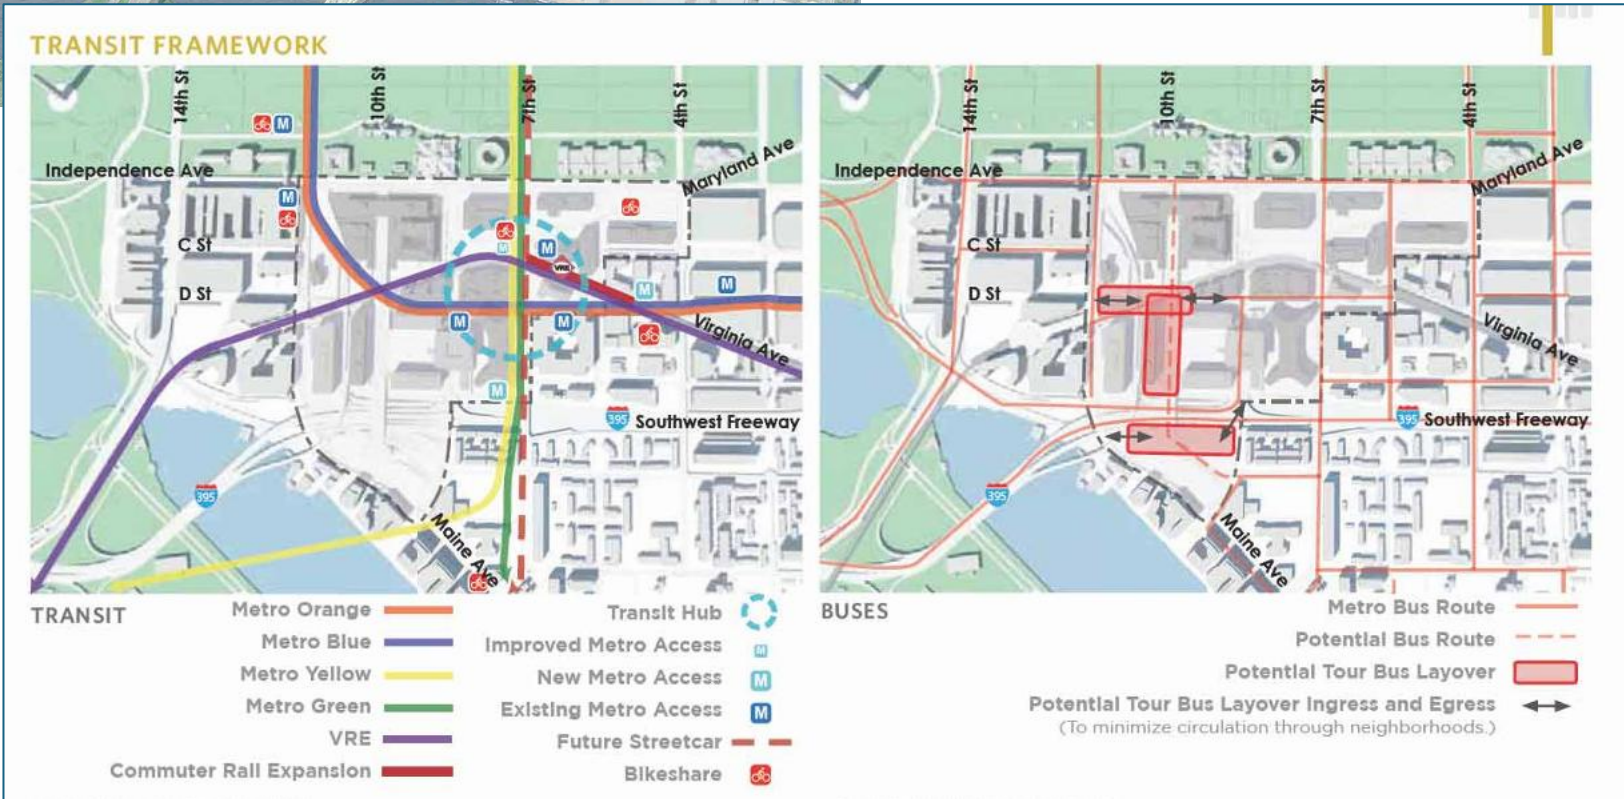 TRANSIT FRAMEWORK
14th St
10th St
7th St
4th St
M
Independence Ave
Maryland Ave
M
C St
M
M
VRE
D St
M
M
M
M
Virginia Ave
M
395
Southwest Freeway
395
Maine Ave
14th St
10th St
7th St
4th St
Independence Ave
Maryland Ave
C St
D St
Virginia Ave
395
Southwest Freeway
395
Maine Ave
TRANSIT
Metro Orange
Metro Blue
Metro Yellow
Metro Green
VRE
Commuter Rail Expansion
Transit Hub
Improved Metro Access M
New Metro Access M
Existing Metro Access M
Future Streetcar
Bikeshare
BUSES
Metro Bus Route
Potential Bus Route
Potential Tour Bus Layover
Potential Tour Bus Layover Ingress and Egress
(To minimize circulation through neighborhoods.)